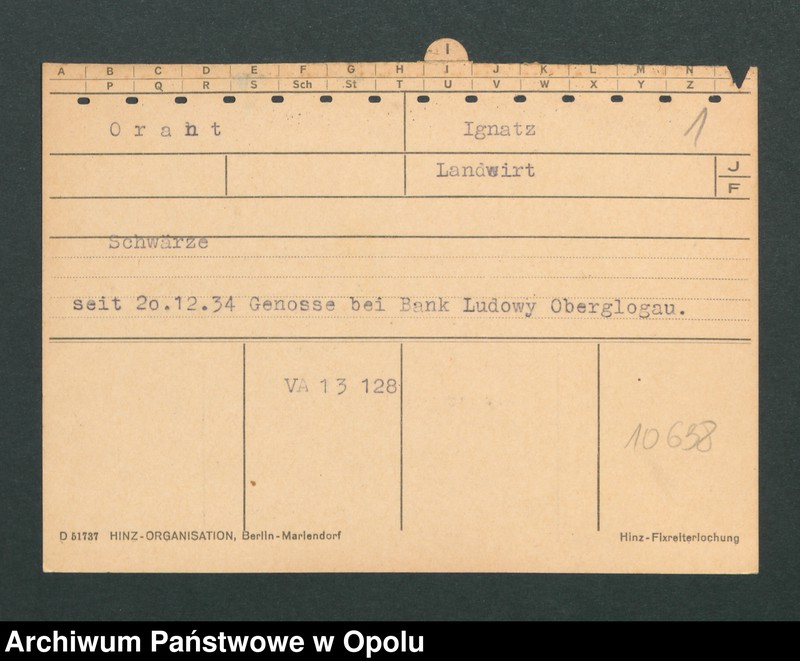 I
A B C D E F G H I J K L M N
P Q R S Sch St T U V W X Y Z
O r a h t Ignatz 1
Landwirt J
F
Schwärze
seit 2o.12.34 Genosse bei Bank Ludowy Oberglogau.
VA 13 128
10638
D 51737 HINZ-ORGANISATION, Berlin-Mariendorf Hinz-Fixreiterlochung
Archiwum Państwowe w Opolu